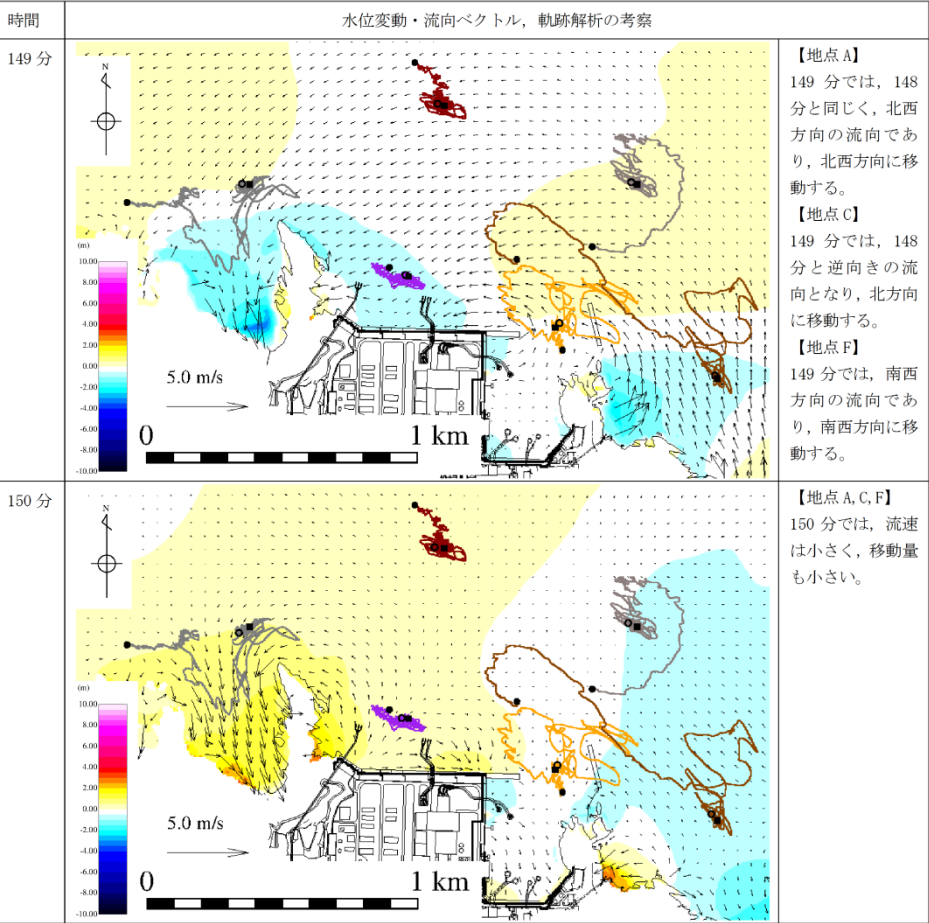 時間
水位変動・流向ベクトル，軌跡解析の考察
149 分
N
(m)
10.00
8.00
6.00
4.00
2.00
0.00
-2.00
-4.00
-6.00
-8.00
-10.00
5.0 m/s
0
1 km
【地点 A】
149 分では，148
分と同じく，北西
方向の流向であ
り，北西方向に移
動する。
【地点 C】
149 分では，148
分と逆向きの流
向となり，北方向
に移動する。
【地点 F】
149 分では，南西
方向の流向であ
り，南西方向に移
動する。
150 分
N
(m)
10.00
8.00
6.00
4.00
2.00
0.00
-2.00
-4.00
-6.00
-8.00
-10.00
5.0 m/s
0
1 km
【地点 A,C,F】
150 分では，流速
は小さく，移動量
も小さい。